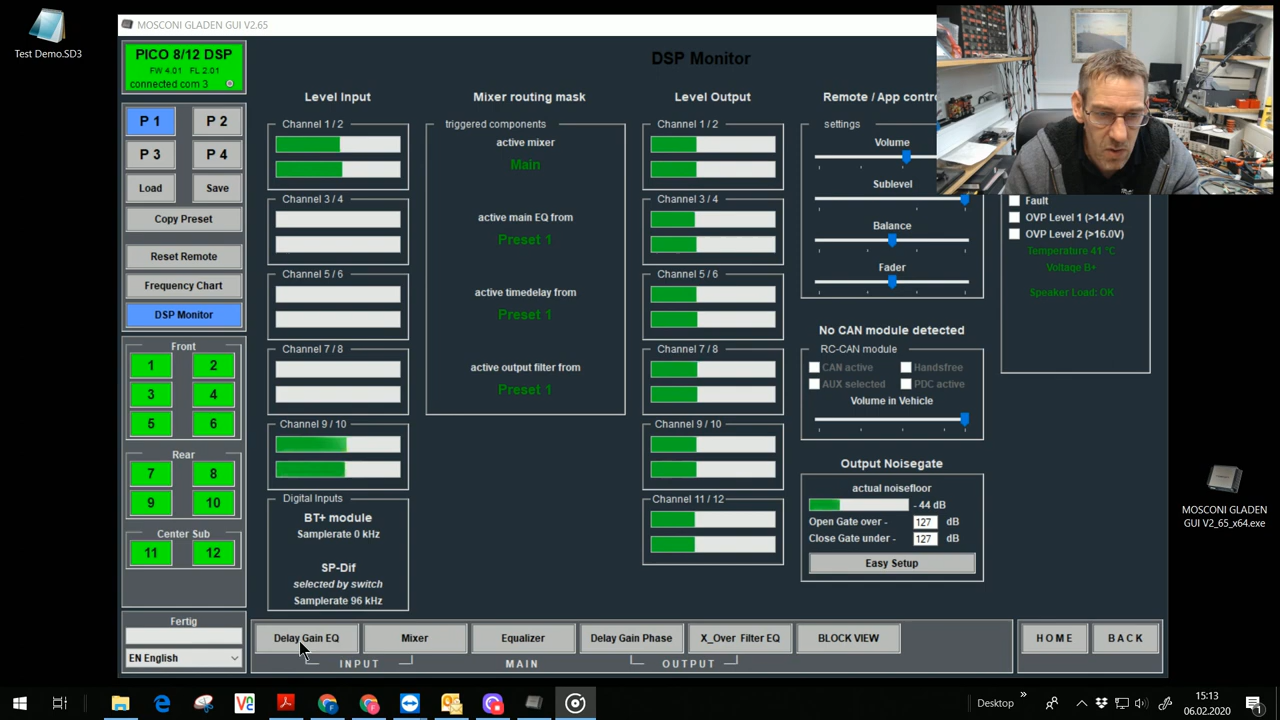 Test Demo.SD3
MOSCONI GLADEN GUI V2.65
PICO 8/12 DSP
FW 4.01 FL 2.01
connected com 3
P 1
P 2
P 3
P 4
Load
Save
Copy Preset
Reset Remote
Frequency Chart
DSP Monitor
Front
1
2
3
4
5
6
Rear
7
8
9
10
Center Sub
11
12
Fertig
EN English
DSP Monitor
Level Input
Channel 1 / 2
Channel 3 / 4
Channel 5 / 6
Channel 7 / 8
Channel 9 / 10
Digital Inputs
BT+ module
Samplerate 0 kHz
SP-Dif
selected by switch
Samplerate 96 kHz
Mixer routing mask
triggered components
active mixer
Main
active main EQ from
Preset 1
active timedelay from
Preset 1
active output filter from
Preset 1
Level Output
Channel 1 / 2
Channel 3 / 4
Channel 5 / 6
Channel 7 / 8
Channel 9 / 10
Channel 11 / 12
Remote / App contro
settings
Volume
Sublevel
Balance
Fader
No CAN module detected
RC-CAN module
CAN active
Handsfree
AUX selected
PDC active
Volume in Vehicle
Output Noisegate
actual noisefloor
- 44 dB
Open Gate over - 127 dB
Close Gate under - 127 dB
Easy Setup
Fault
OVP Level 1 (>14.4V)
OVP Level 2 (>16.0V)
Temperature 41 °C
Voltage B+
Speaker Load: OK
Delay Gain EQ
Mixer
Equalizer
Delay Gain Phase
X_Over Filter EQ
BLOCK VIEW
HOME
BACK
INPUT
MAIN
OUTPUT
MOSCONI GLADEN
GUI V2_65_x64.exe
Desktop
»
15:13
06.02.2020
1